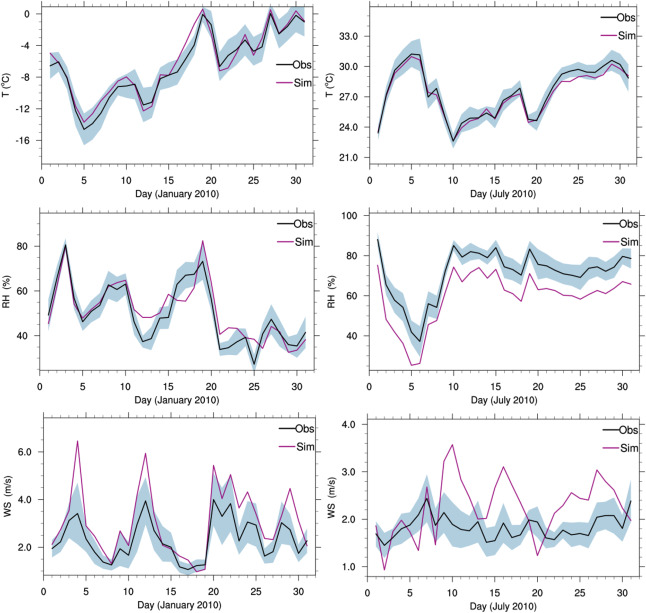 0
-4
-8
-12
-16
T (°C)
Obs
Sim
0
5
10
15
20
25
30
Day (January 2010)
33.0
30.0
27.0
24.0
21.0
T (°C)
Obs
Sim
0
5
10
15
20
25
30
Day (July 2010)
80
60
40
RH (%)
Obs
Sim
0
5
10
15
20
25
30
Day (January 2010)
100
80
60
40
RH (%)
Obs
Sim
0
5
10
15
20
25
30
Day (July 2010)
6.0
4.0
2.0
WS (m/s)
Obs
Sim
0
5
10
15
20
25
30
Day (January 2010)
4.0
3.0
2.0
1.0
WS (m/s)
Obs
Sim
0
5
10
15
20
25
30
Day (July 2010)